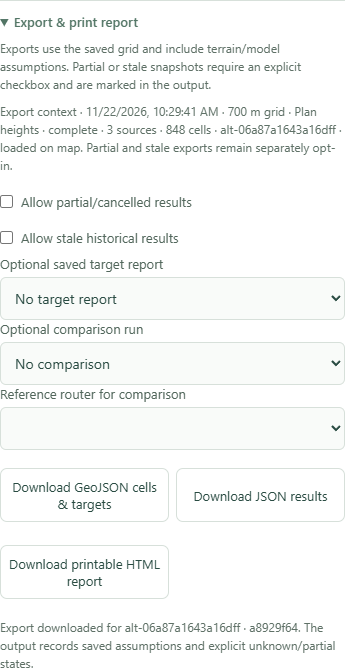 ▼ Export & print report
Exports use the saved grid and include terrain/model
assumptions. Partial or stale snapshots require an explicit
checkbox and are marked in the output.
Export context · 11/22/2026, 10:29:41 AM · 700 m grid · Plan
heights · complete · 3 sources · 848 cells · alt-06a87a1643a16dff ·
loaded on map. Partial and stale exports remain separately opt-
in.
Allow partial/cancelled results
Allow stale historical results
Optional saved target report
No target report
Optional comparison run
No comparison
Reference router for comparison
Download GeoJSON cells
& targets
Download JSON results
Download printable HTML
report
Export downloaded for alt-06a87a1643a16dff · a8929f64. The
output records saved assumptions and explicit unknown/partial
states.